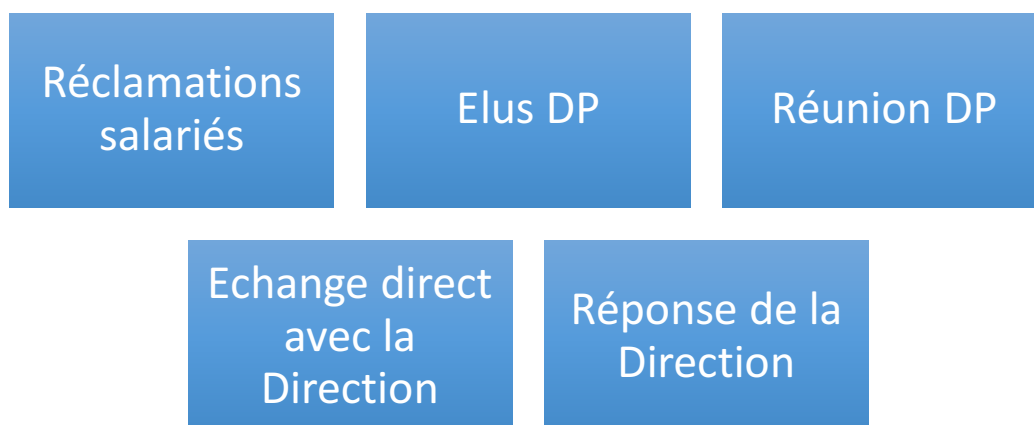 Réclamations
salariés
Elus DP
Réunion DP
Echange direct
avec la
Direction
Réponse de la
Direction